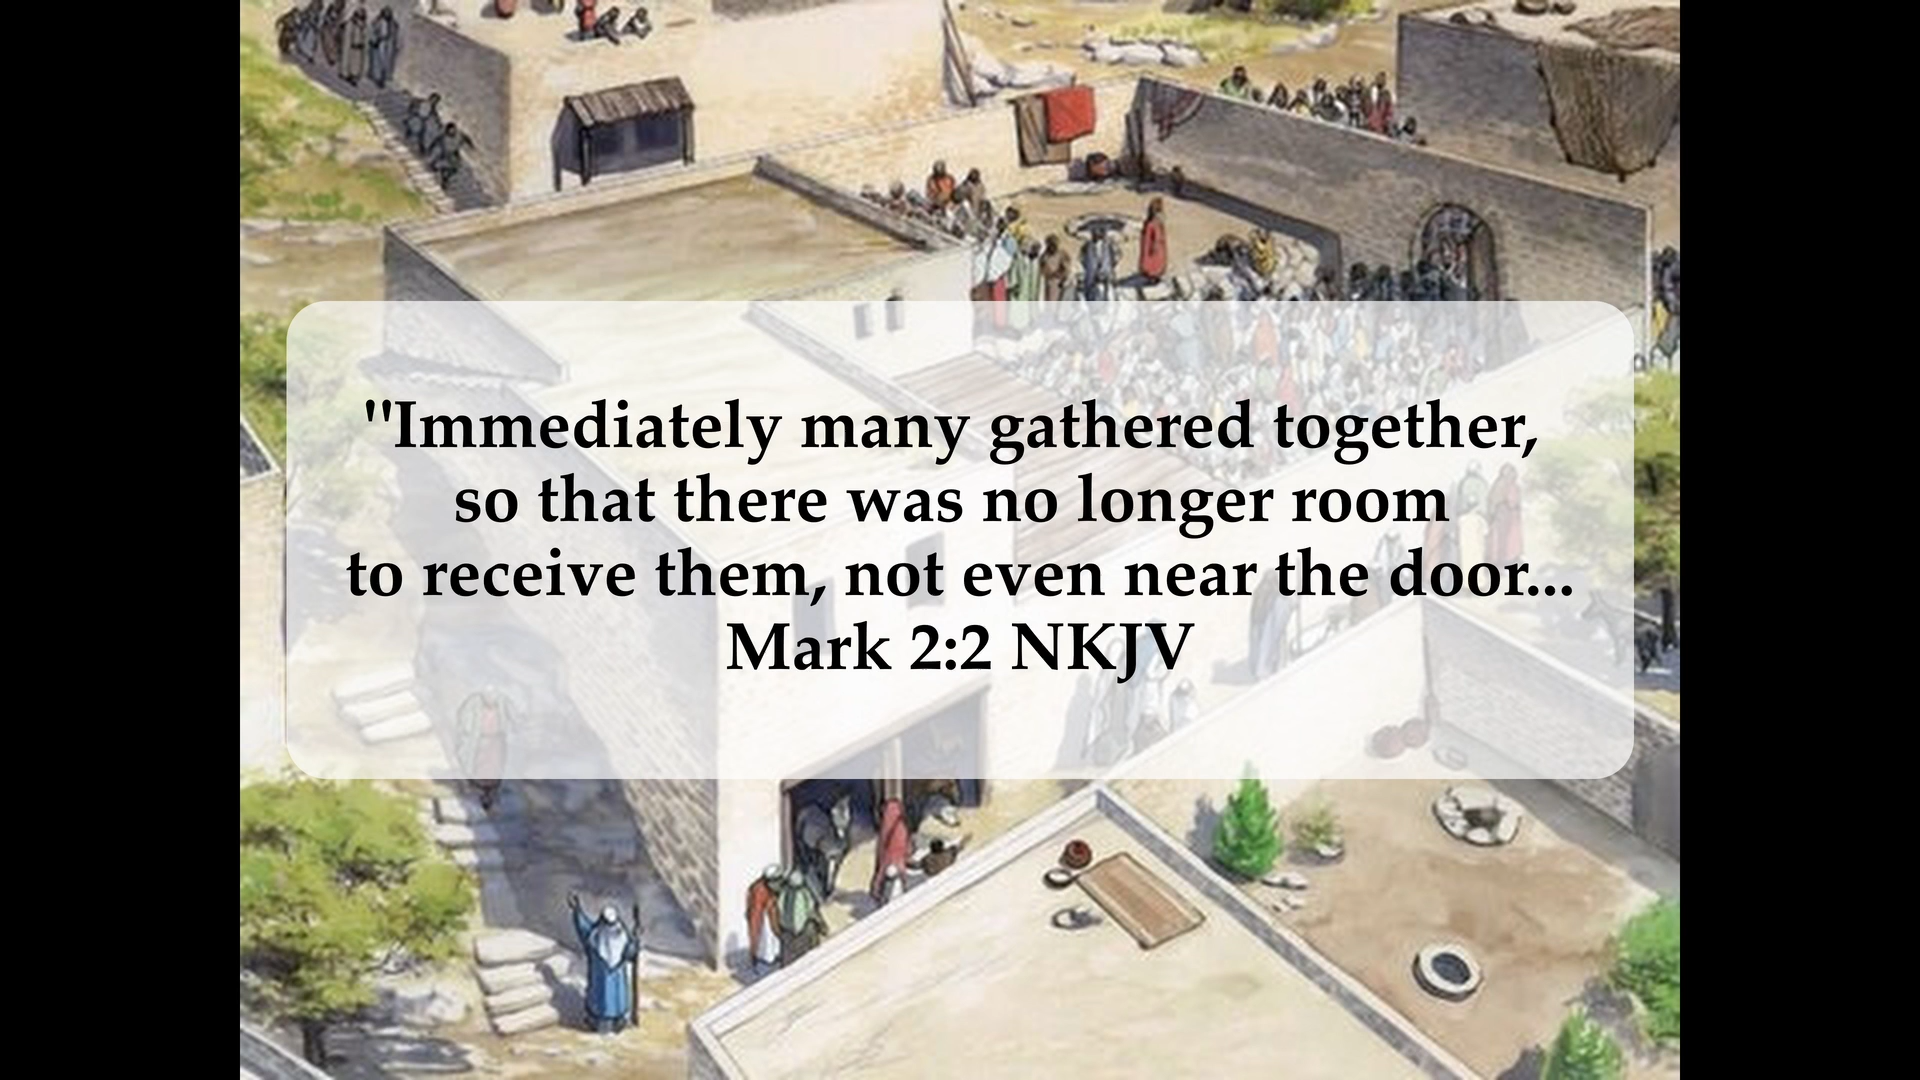 "Immediately many gathered together,
so that there was no longer room
to receive them, not even near the door...
Mark 2:2 NKJV